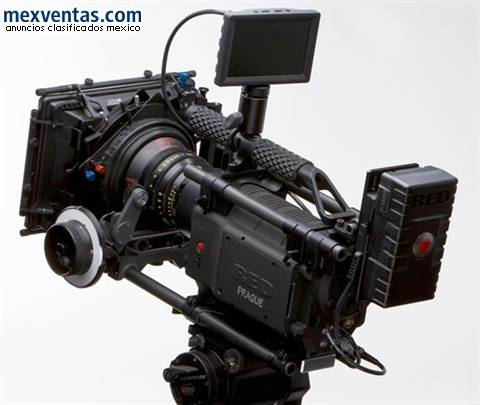 mexventas.com
anuncios clasificados mexico
RED
RED
PRAGUE